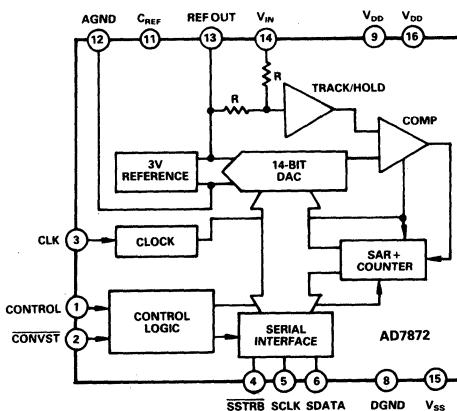 AGND CREF REF OUT VIN VDD VDD
12 11 13 14 9 16
R
R
TRACK/HOLD
COMP
3V
REFERENCE
14-BIT
DAC
CLK 3 CLOCK
SAR +
COUNTER
CONTROL 1
CONVST 2
CONTROL
LOGIC
SERIAL
INTERFACE
AD7872
4 5 6 8 15
SSTRB SCLK SDATA DGND VSS